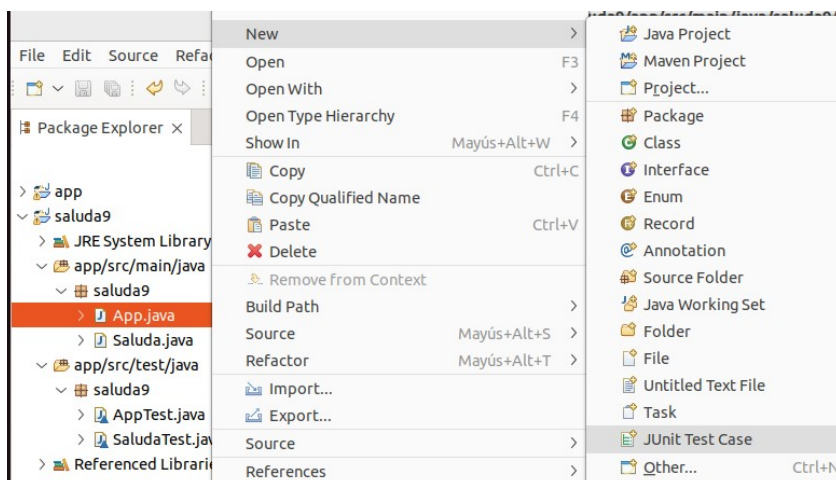 File Edit Source Refa
Package Explorer ×
app
saluda9
JRE System Library
app/src/main/java
saluda9
App.java
Saluda.java
app/src/test/java
saluda9
AppTest.java
SaludaTest.jav
Referenced Librarie
New >
Open F3
Open With >
Open Type Hierarchy F4
Show In Mayús+Alt+W >
Copy Ctrl+C
Copy Qualified Name
Paste Ctrl+V
Delete
Remove from Context
Build Path >
Source Mayús+Alt+S >
Refactor Mayús+Alt+T >
Import...
Export...
Source >
References >
Java Project
Maven Project
Project...
Package
Class
Interface
Enum
Record
Annotation
Source Folder
Java Working Set
Folder
File
Untitled Text File
Task
JUnit Test Case
Other... Ctrl+N